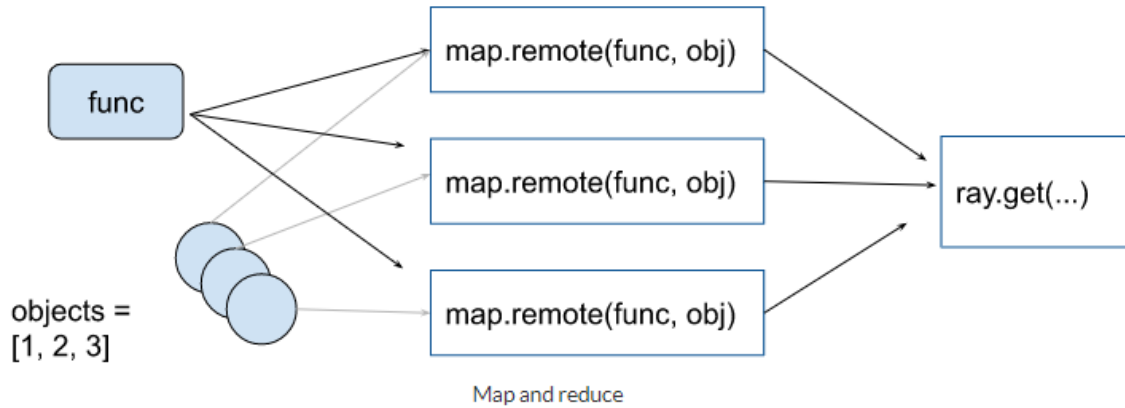 func
map.remote(func, obj)
map.remote(func, obj)
map.remote(func, obj)
ray.get(...)
objects =
[1, 2, 3]
Map and reduce